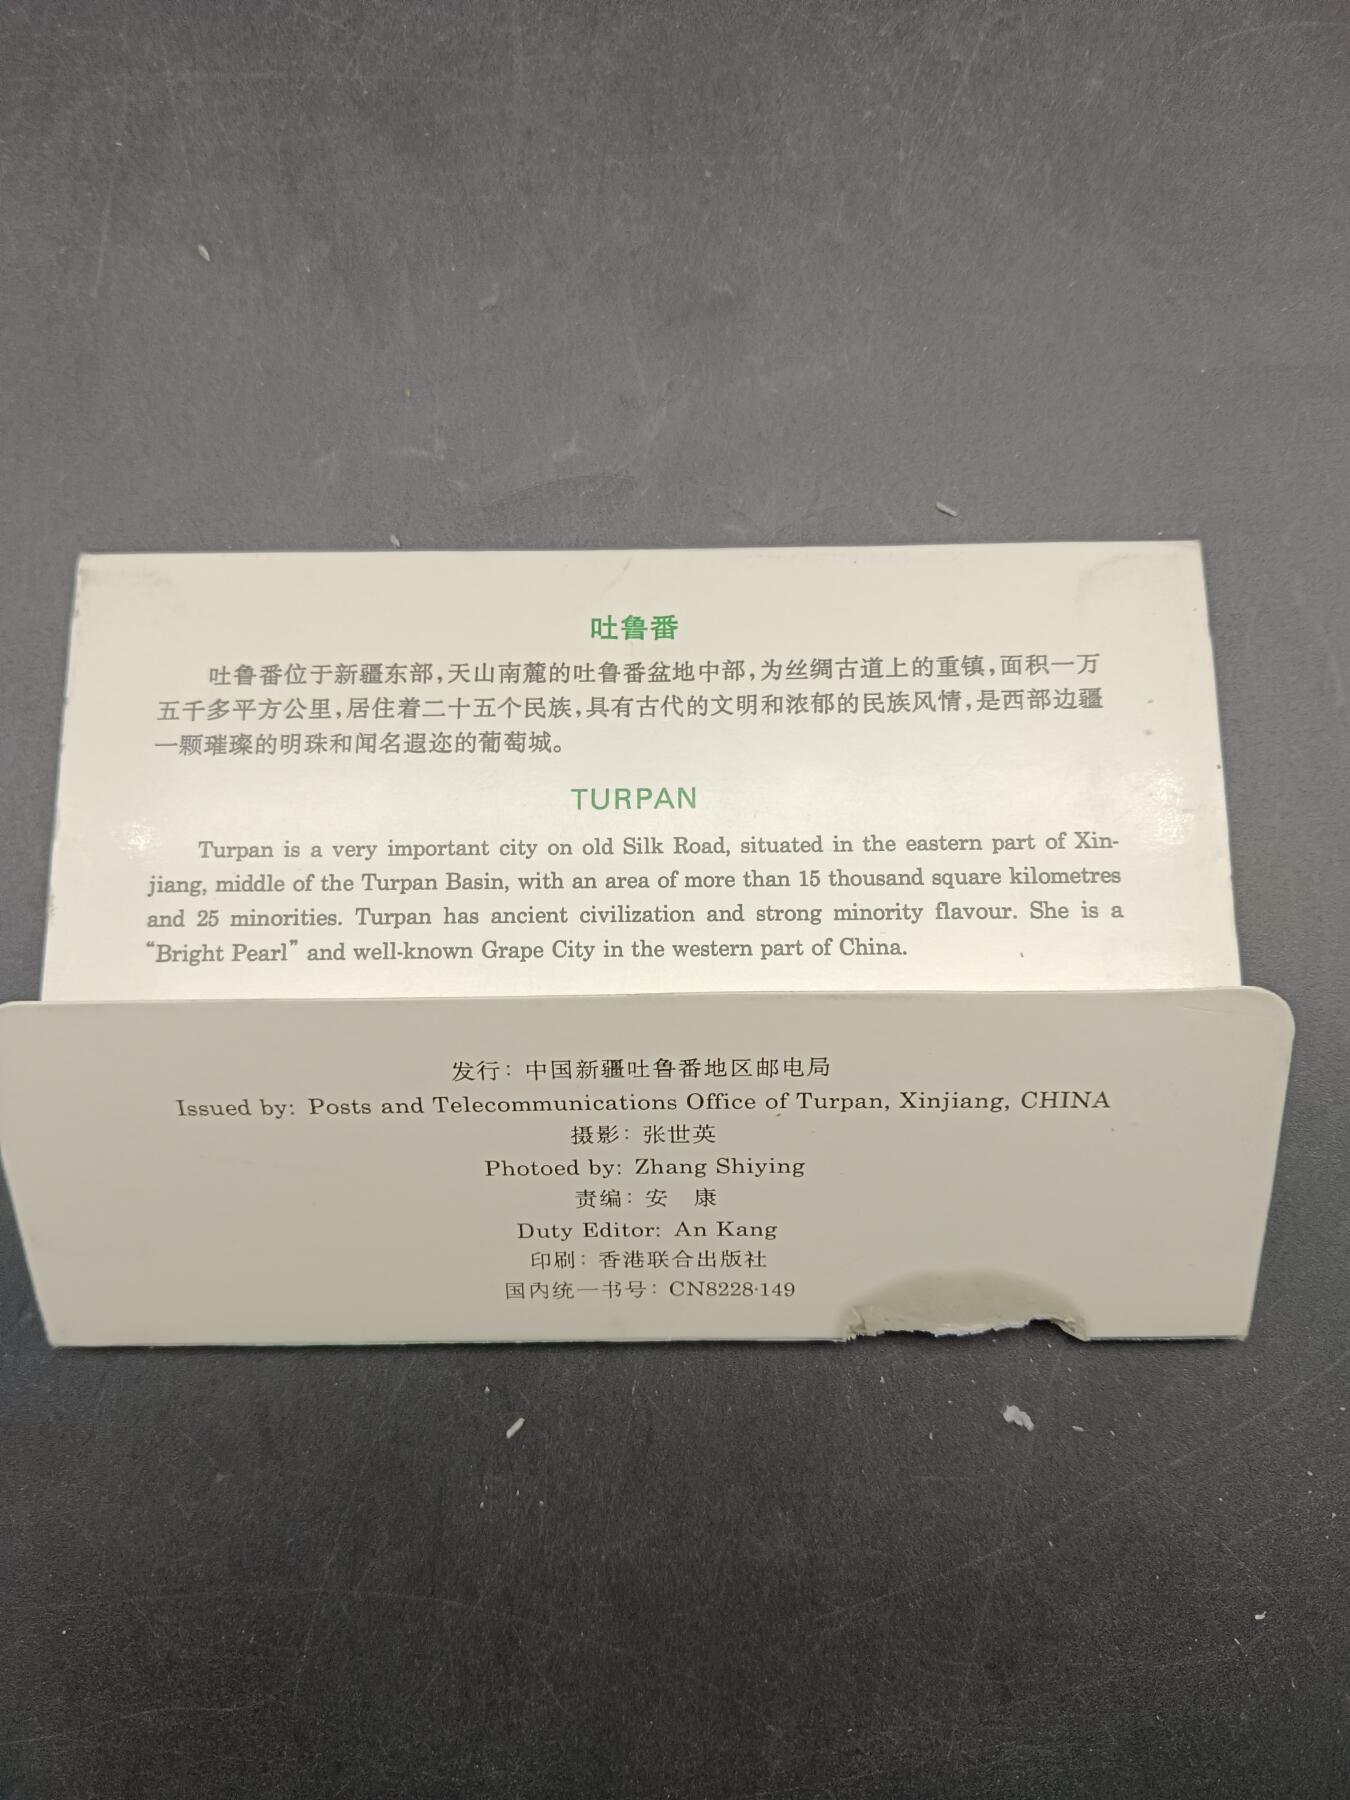 吐鲁番
吐鲁番位于新疆东部,天山南麓的吐鲁番盆地中部,为丝绸古道上的重镇,面积一万
五千多平方公里,居住着二十五个民族,具有古代的文明和浓郁的民族风情,是西部边疆
一颗璀璨的明珠和闻名遐迩的葡萄城。
TURPAN
Turpan is a very important city on old Silk Road, situated in the eastern part of Xin-
jiang, middle of the Turpan Basin, with an area of more than 15 thousand square kilometres
and 25 minorities. Turpan has ancient civilization and strong minority flavour. She is a
“Bright Pearl” and well-known Grape City in the western part of China.
发行: 中国新疆吐鲁番地区邮电局
Issued by: Posts and Telecommunications Office of Turpan, Xinjiang, CHINA
摄影: 张世英
Photoed by: Zhang Shiying
责编: 安 康
Duty Editor: An Kang
印刷: 香港联合出版社
国内统一书号: CN8228·149